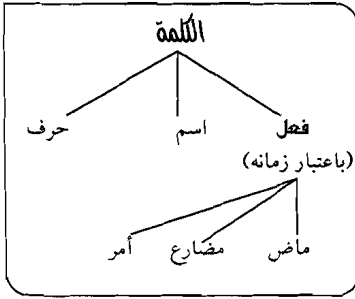 الكلمة
فعل اسم حرف
(باعتبار زمانه)
ماض مضارع أمر